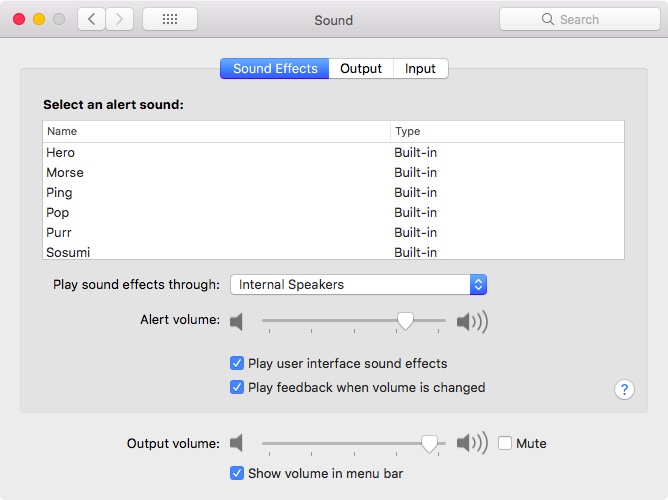 Sound
Search
Sound Effects Output Input
Select an alert sound:
Name Type
Hero Built-in
Morse Built-in
Ping Built-in
Pop Built-in
Purr Built-in
Sosumi Built-in
Play sound effects through: Internal Speakers
Alert volume:
Play user interface sound effects
Play feedback when volume is changed
?
Output volume: Mute
Show volume in menu bar